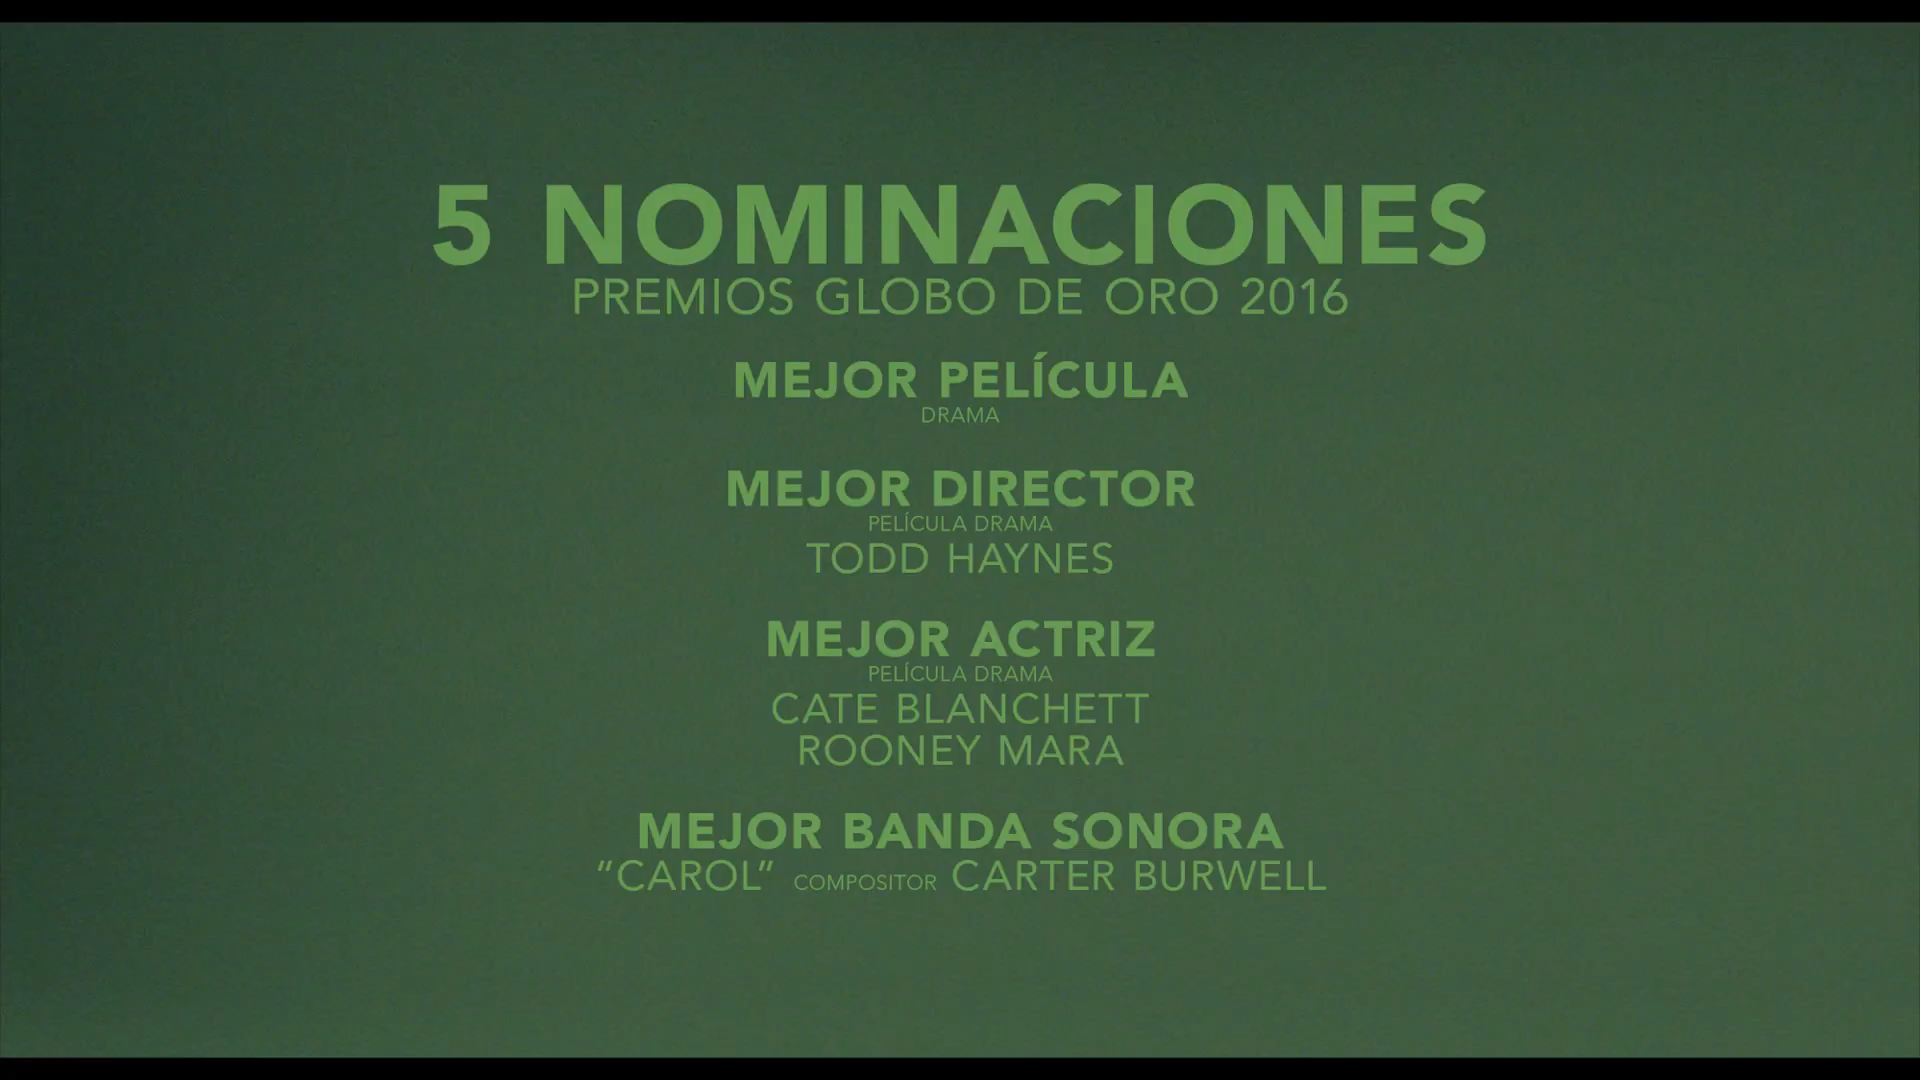 5 NOMINACIONES
PREMIOS GLOBO DE ORO 2016
MEJOR PELÍCULA
DRAMA
MEJOR DIRECTOR
PELÍCULA DRAMA
TODD HAYNES
MEJOR ACTRIZ
PELÍCULA DRAMA
CATE BLANCHETT
ROONEY MARA
MEJOR BANDA SONORA
“CAROL” COMPOSITOR CARTER BURWELL